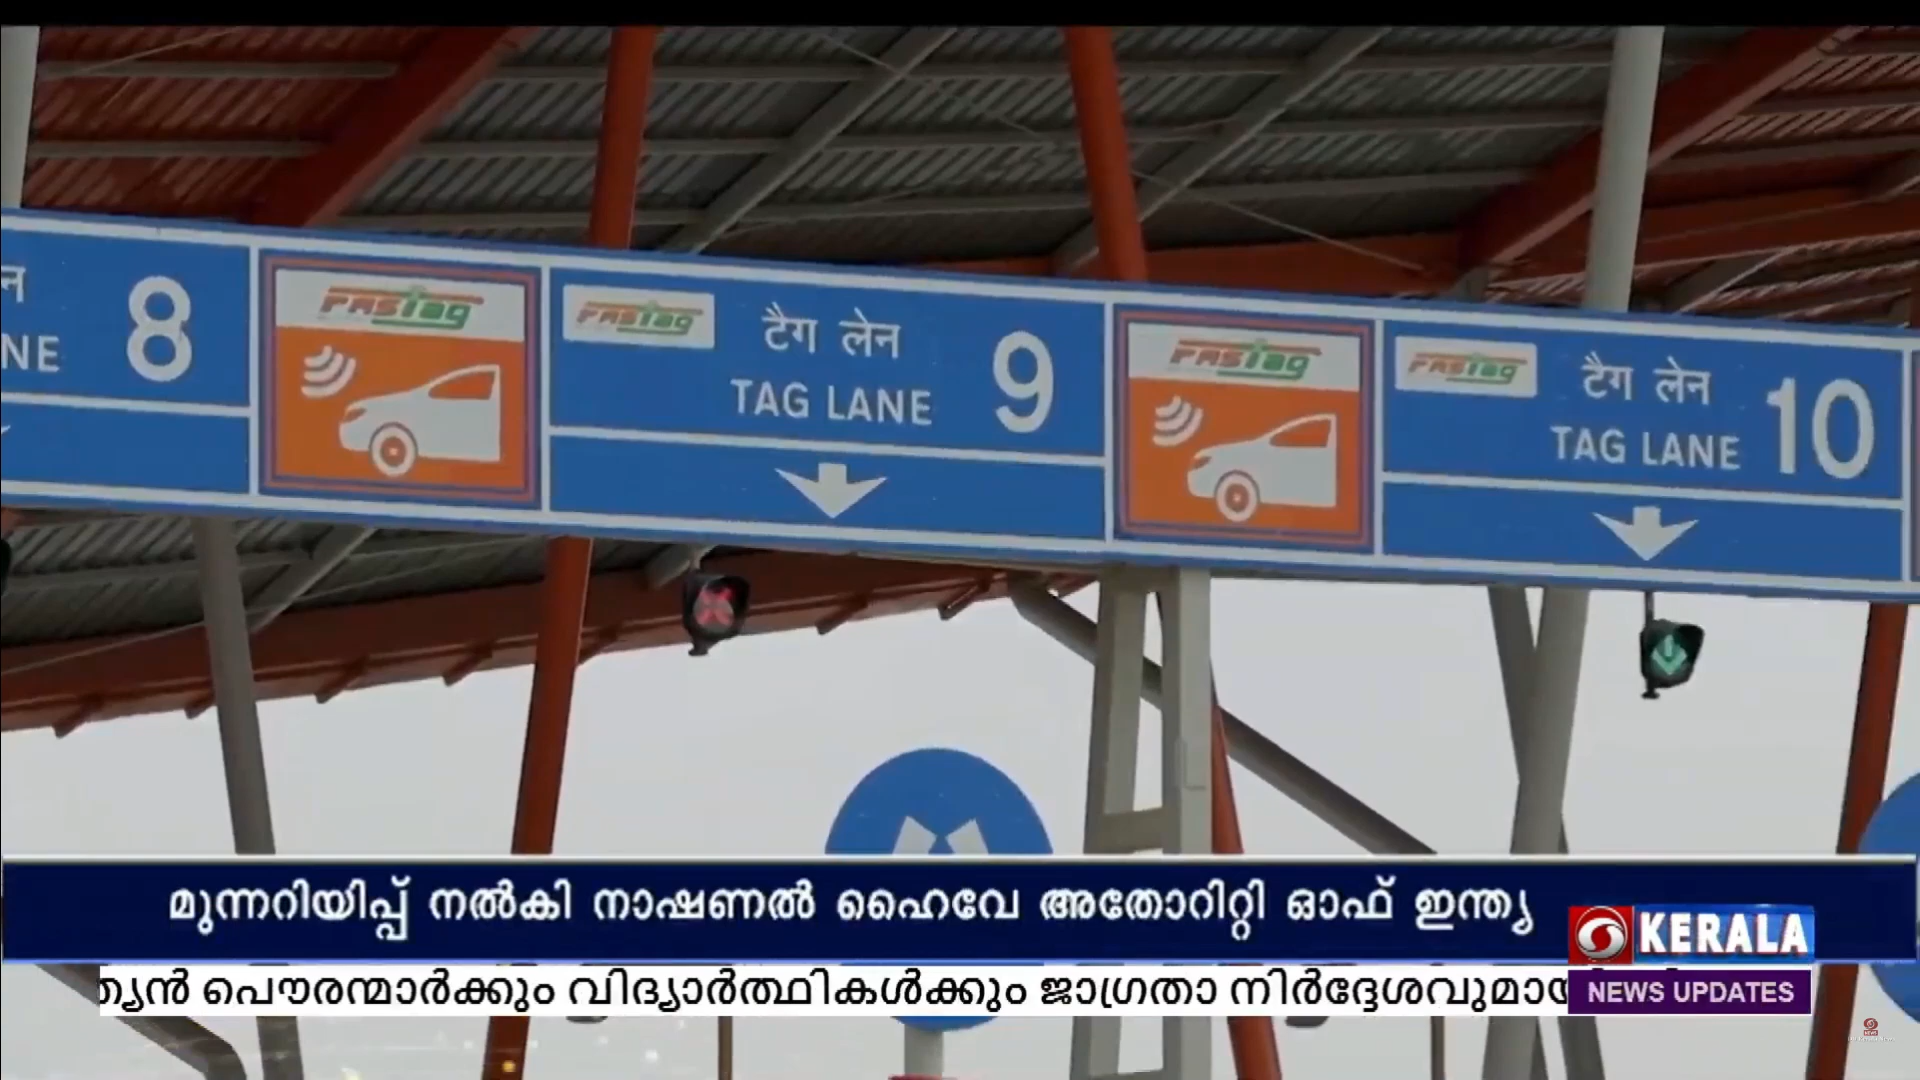 न
NE
8
FASTag
FASTag
टैग लेन
TAG LANE
9
FASTag
FASTag
टैग लेन
TAG LANE
10
മുന്നറിയിപ്പ് നൽകി നാഷണൽ ഹൈവേ അതോറിറ്റി ഓഫ് ഇന്ത്യ
KERALA
ത്യൻ പൗരന്മാർക്കും വിദ്യാർത്ഥികൾക്കും ജാഗ്രതാ നിർദ്ദേശവുമായ
NEWS UPDATES